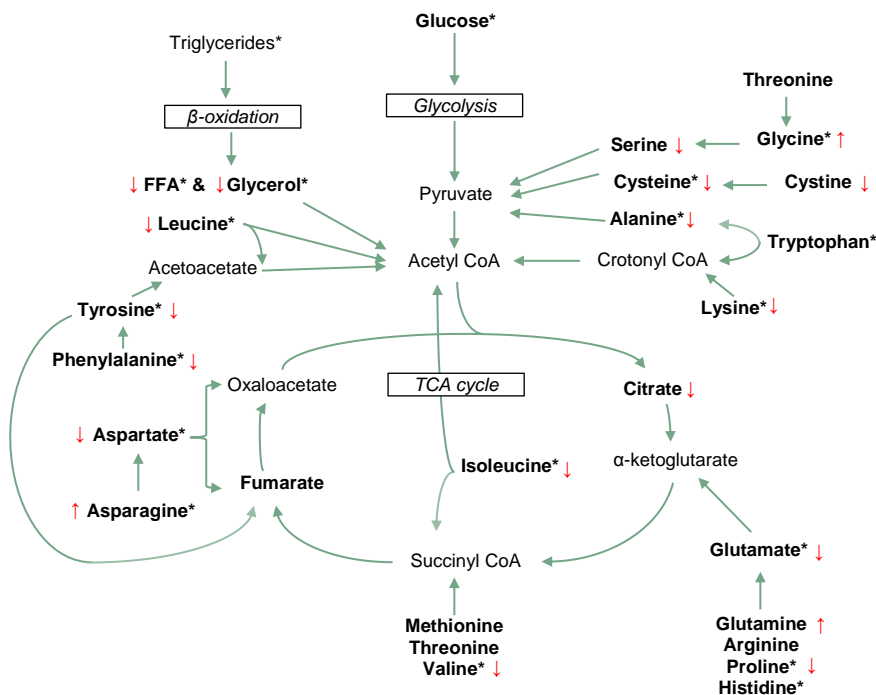 Glucose*
Triglycerides*
Threonine
Glycolysis
β-oxidation
Serine ↓
Glycine* ↑
↓ FFA* & ↓ Glycerol*
Cysteine* ↓
Cystine ↓
Pyruvate
↓ Leucine*
Alanine* ↓
Tryptophan*
Acetoacetate
Acetyl CoA
Crotonyl CoA
Tyrosine* ↓
Lysine* ↓
Phenylalanine* ↓
Oxaloacetate
TCA cycle
Citrate ↓
↓ Aspartate*
Isoleucine* ↓
α-ketoglutarate
Fumarate
↑ Asparagine*
Glutamate* ↓
Succinyl CoA
Methionine
Threonine
Valine* ↓
Glutamine ↑
Arginine
Proline* ↓
Histidine*